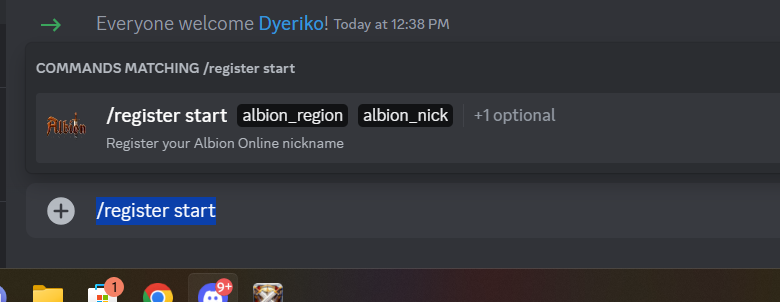 Everyone welcome Dyeriko! Today at 12:38 PM
COMMANDS MATCHING /register start
Albion /register start albion_region albion_nick +1 optional
Register your Albion Online nickname
/register start
1 9+